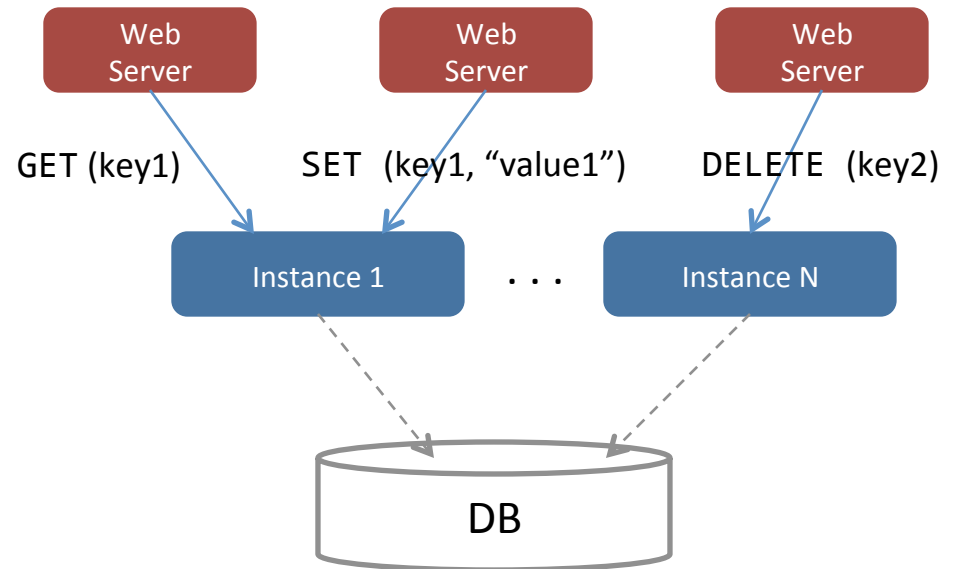 Web
Server
Web
Server
Web
Server
GET (key1)
SET (key1, “value1”)
DELETE (key2)
Instance 1
. . .
Instance N
DB